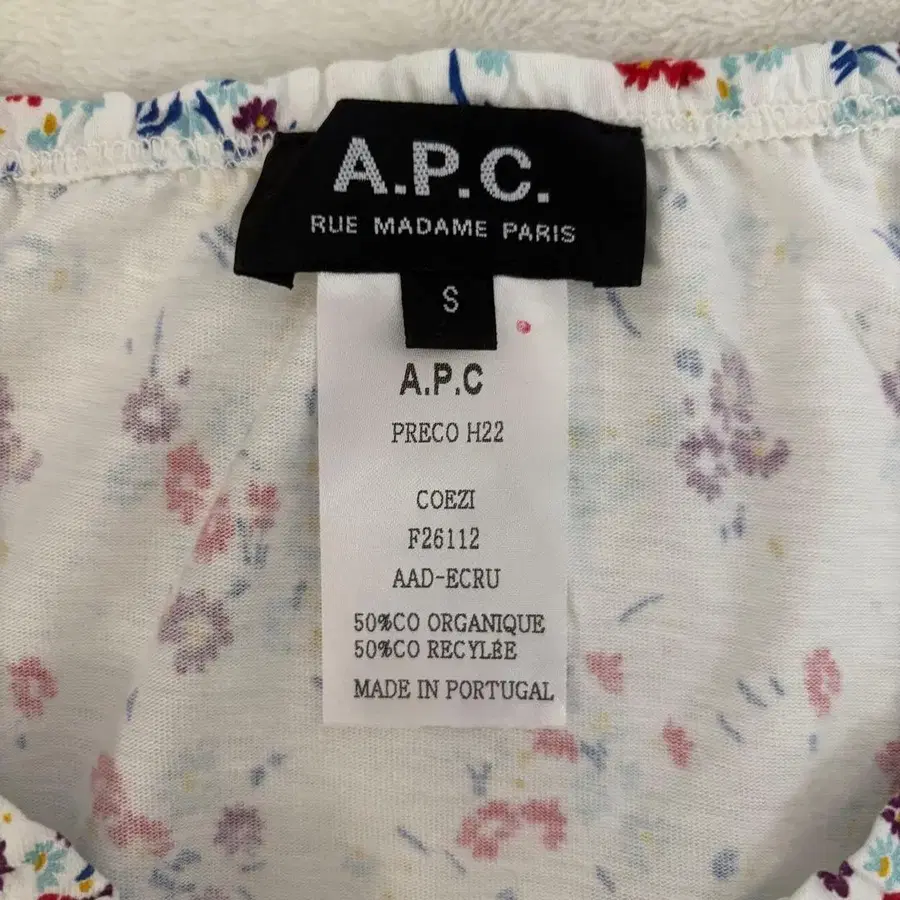 A.P.C.
RUE MADAME PARIS
S
A.P.C
PRECO H22
COEZI
F26112
AAD-ECRU
50%CO ORGANIQUE
50%CO RECYLÉE
MADE IN PORTUGAL